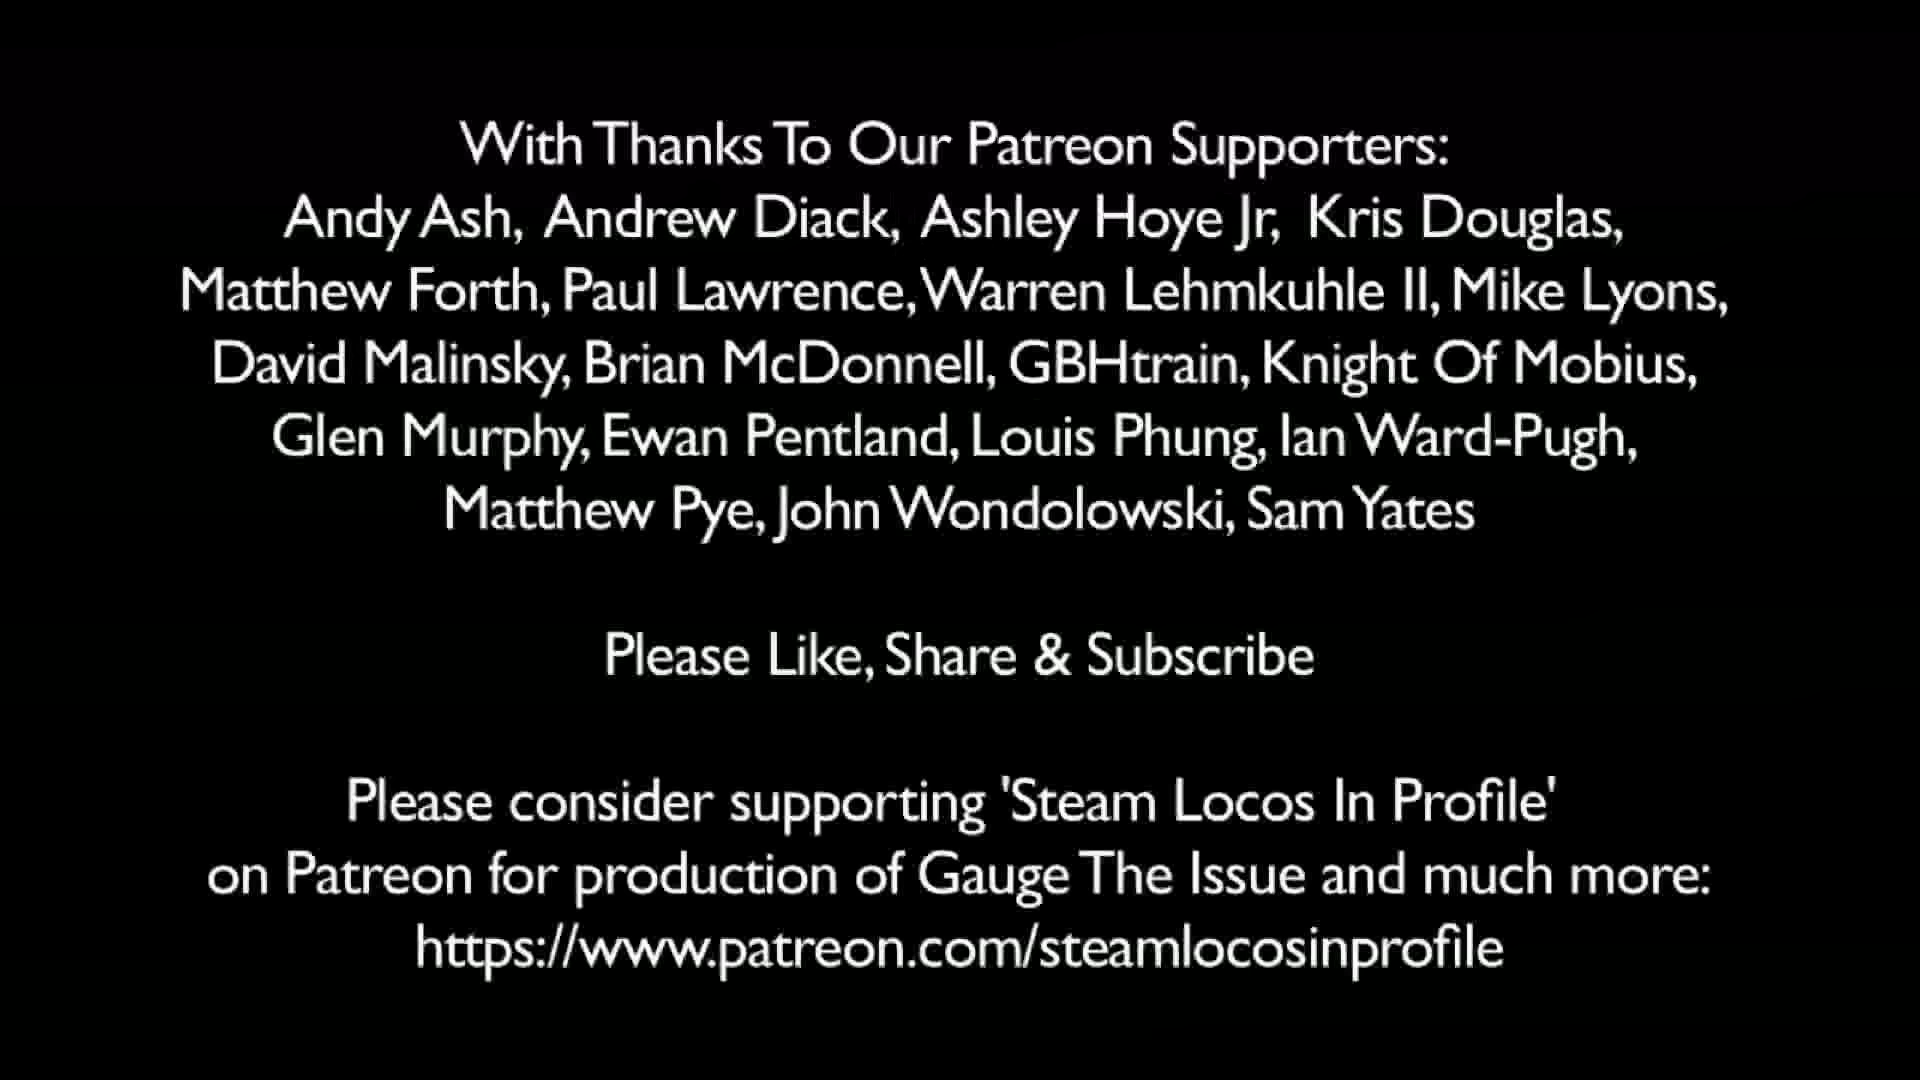 With Thanks To Our Patreon Supporters:
Andy Ash, Andrew Diack, Ashley Hoye Jr, Kris Douglas,
Matthew Forth, Paul Lawrence, Warren Lehmkuhle II, Mike Lyons,
David Malinsky, Brian McDonnell, GBHtrain, Knight Of Mobius,
Glen Murphy, Ewan Pentland, Louis Phung, Ian Ward-Pugh,
Matthew Pye, John Wondolowski, Sam Yates
Please Like, Share & Subscribe
Please consider supporting 'Steam Locos In Profile'
on Patreon for production of Gauge The Issue and much more:
https://www.patreon.com/steamlocosinprofile